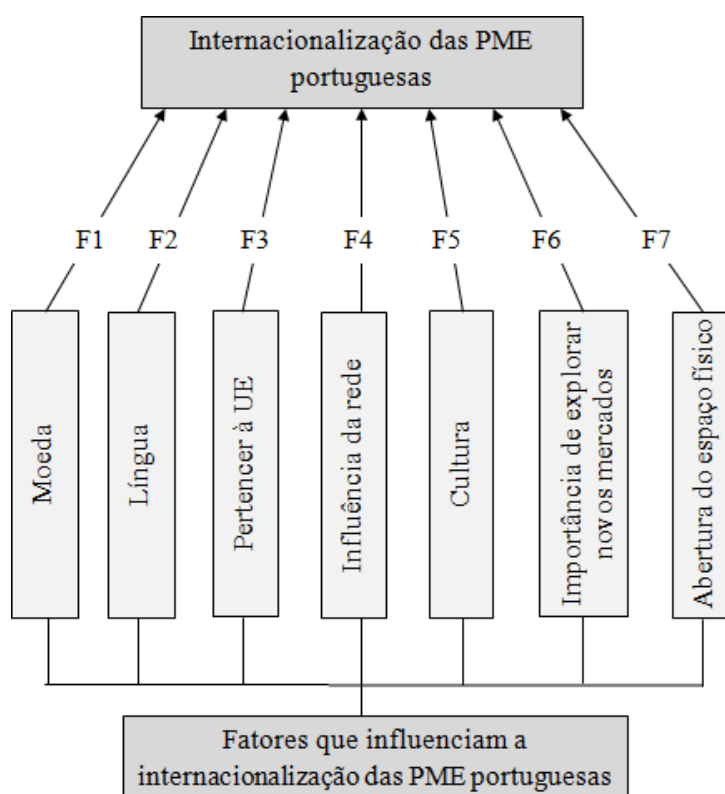 Internacionalização das PME
portuguesas
F1
F2
F3
F4
F5
F6
F7
Moeda
Língua
Pertencer à UE
Influência da rede
Cultura
Importância de explorar
novos mercados
Abertura do espaço físico
Fatores que influenciam a
internacionalização das PME portuguesas